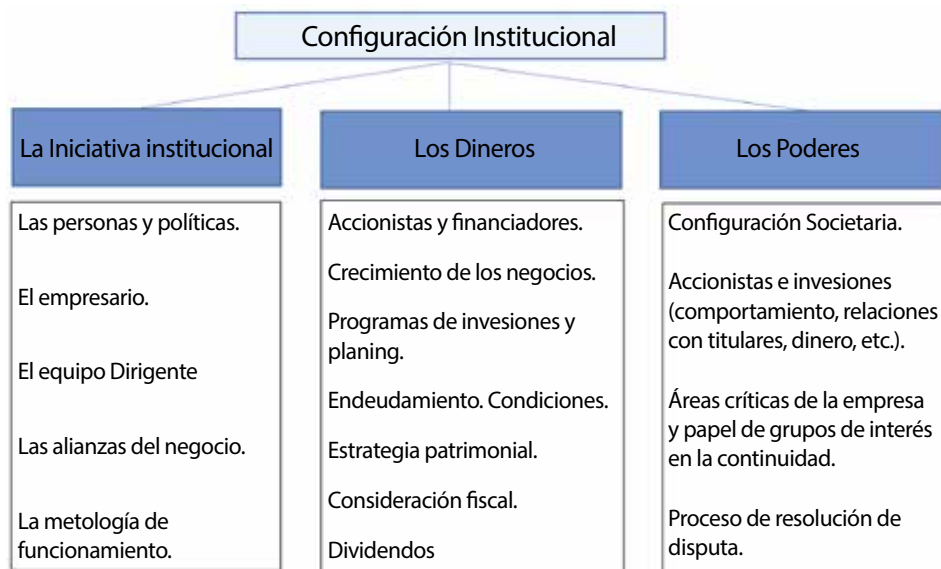 Configuración Institucional
La Iniciativa institucional
Las personas y políticas.
El empresario.
El equipo Dirigente
Las alianzas del negocio.
La metología de
funcionamiento.
Los Dineros
Accionistas y financiadores.
Crecimiento de los negocios.
Programas de invesiones y
planing.
Endeudamiento. Condiciones.
Estrategia patrimonial.
Consideración fiscal.
Dividendos
Los Poderes
Configuración Societaria.
Accionistas e invesiones
(comportamiento, relaciones
con titulares, dinero, etc.).
Áreas críticas de la empresa
y papel de grupos de interés
en la continuidad.
Proceso de resolución de
disputa.